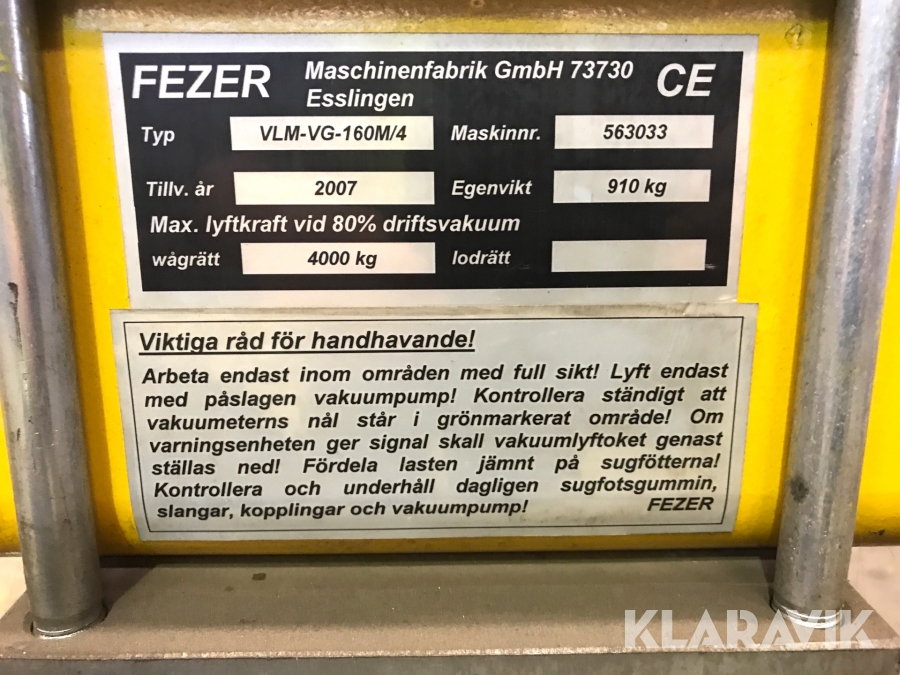 FEZER Maschinenfabrik GmbH 73730 CE
Esslingen
Typ VLM-VG-160M/4 Maskinnr. 563033
Tillv. år 2007 Egenvikt 910 kg
Max. lyftkraft vid 80% driftsvakuum
wågrätt 4000 kg lodrätt
Viktiga råd för handhavande!
Arbeta endast inom områden med full sikt! Lyft endast
med påslagen vakuumpump! Kontrollera ständigt att
vakuumeterns nål står i grönmarkerat område! Om
varningsenheten ger signal skall vakuumlyftoket genast
ställas ned! Fördela lasten jämnt på sugfötterna!
Kontrollera och underhåll dagligen sugfotsgummin,
slangar, kopplingar och vakuumpump! FEZER
KLARAVIK